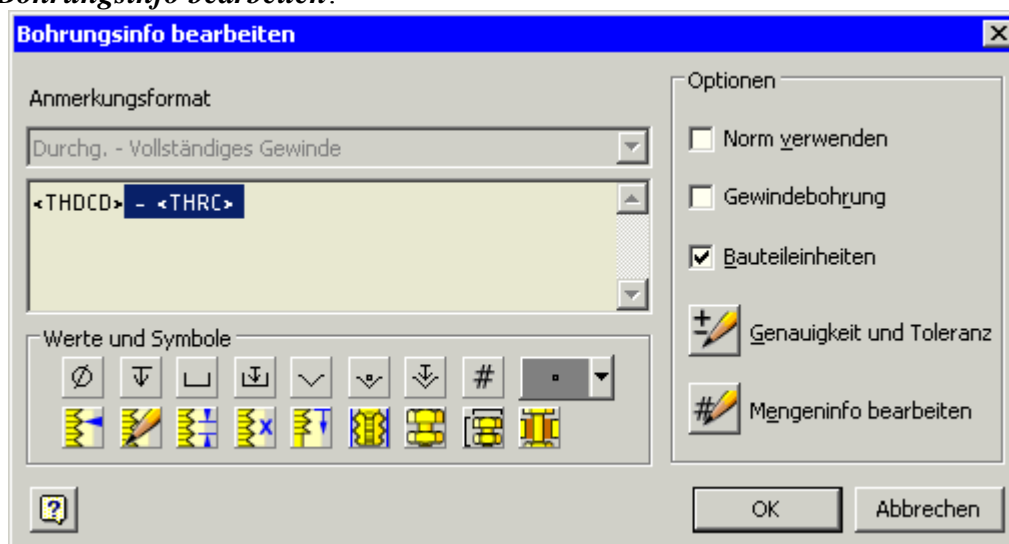 Bohrungsinfo bearbeiten.
Bohrungsinfo bearbeiten
Anmerkungsformat
Durchg. - Vollständiges Gewinde
<THDCD> - <THRC>
Werte und Symbole
#
Optionen
Norm verwenden
Gewindebohrung
Bauteileinheiten
Genauigkeit und Toleranz
Mengeninfo bearbeiten
OK
Abbrechen